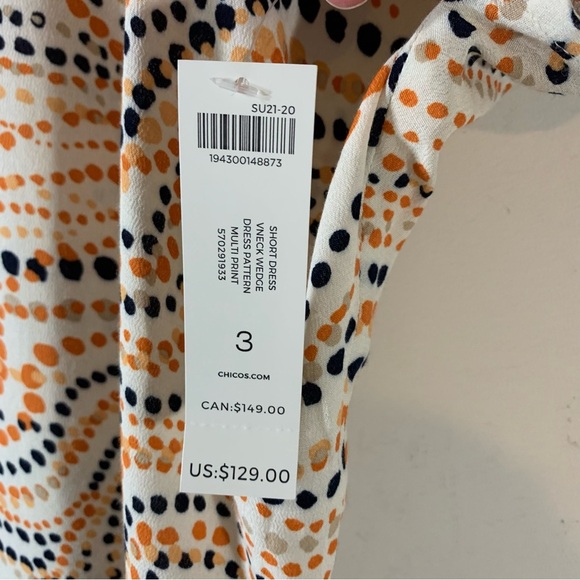 SU21-20
194300148873
SHORT DRESS
VNECK WEDGE
DRESS PATTERN
MULTI PRINT
570291933
3
CHICOS.COM
CAN:$149.00
US:$129.00